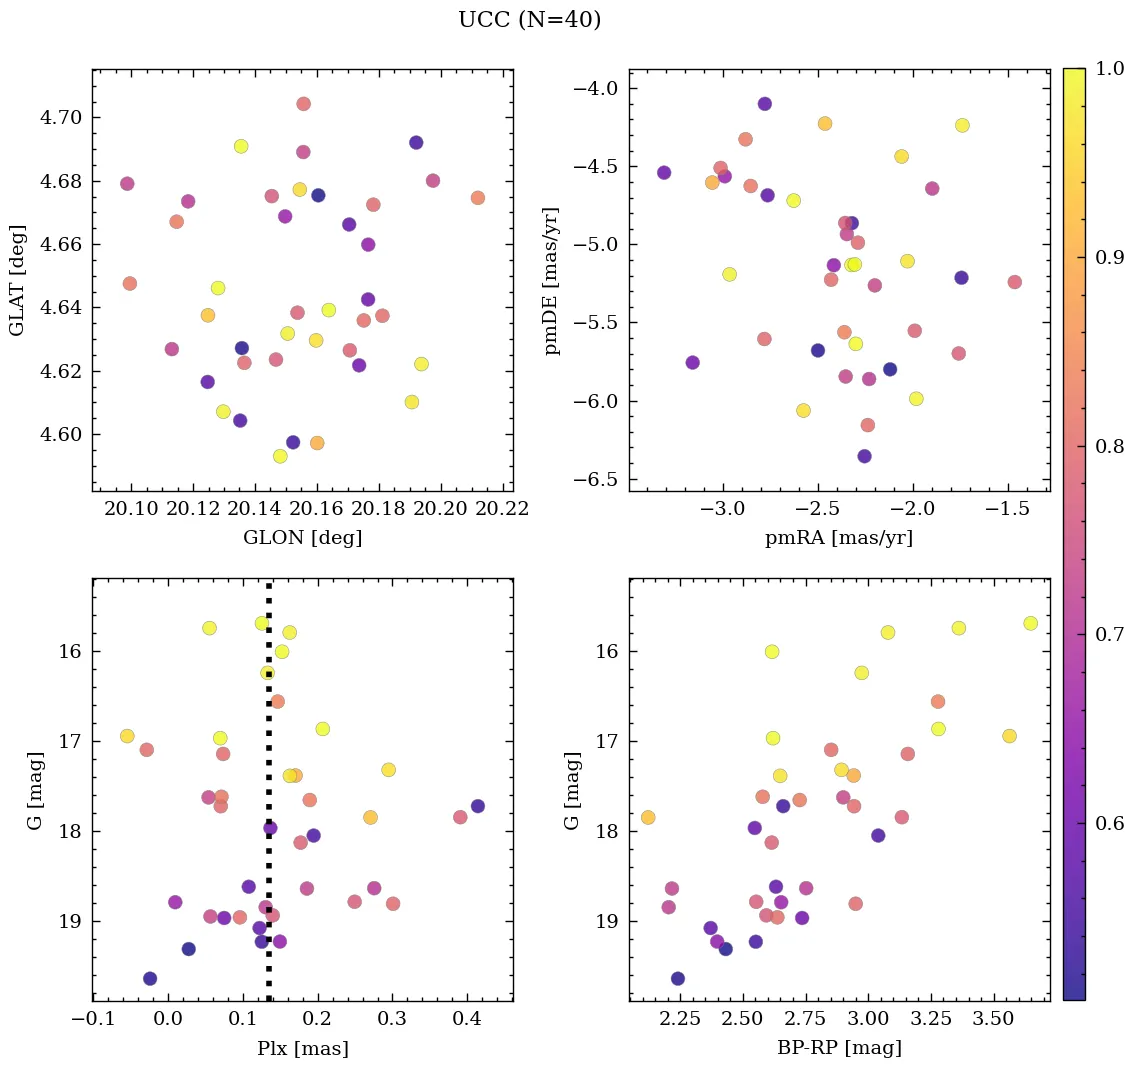 UCC (N=40)
4.70
4.68
4.66
4.64
4.62
4.60
GLAT [deg]
20.10 20.12 20.14 20.16 20.18 20.20 20.22
GLON [deg]
−4.0
−4.5
−5.0
−5.5
−6.0
−6.5
pmDE [mas/yr]
−3.0 −2.5 −2.0 −1.5
pmRA [mas/yr]
1.0
0.9
0.8
0.7
0.6
16
17
18
19
G [mag]
−0.1 0.0 0.1 0.2 0.3 0.4
Plx [mas]
16
17
18
19
G [mag]
2.25 2.50 2.75 3.00 3.25 3.50
BP-RP [mag]